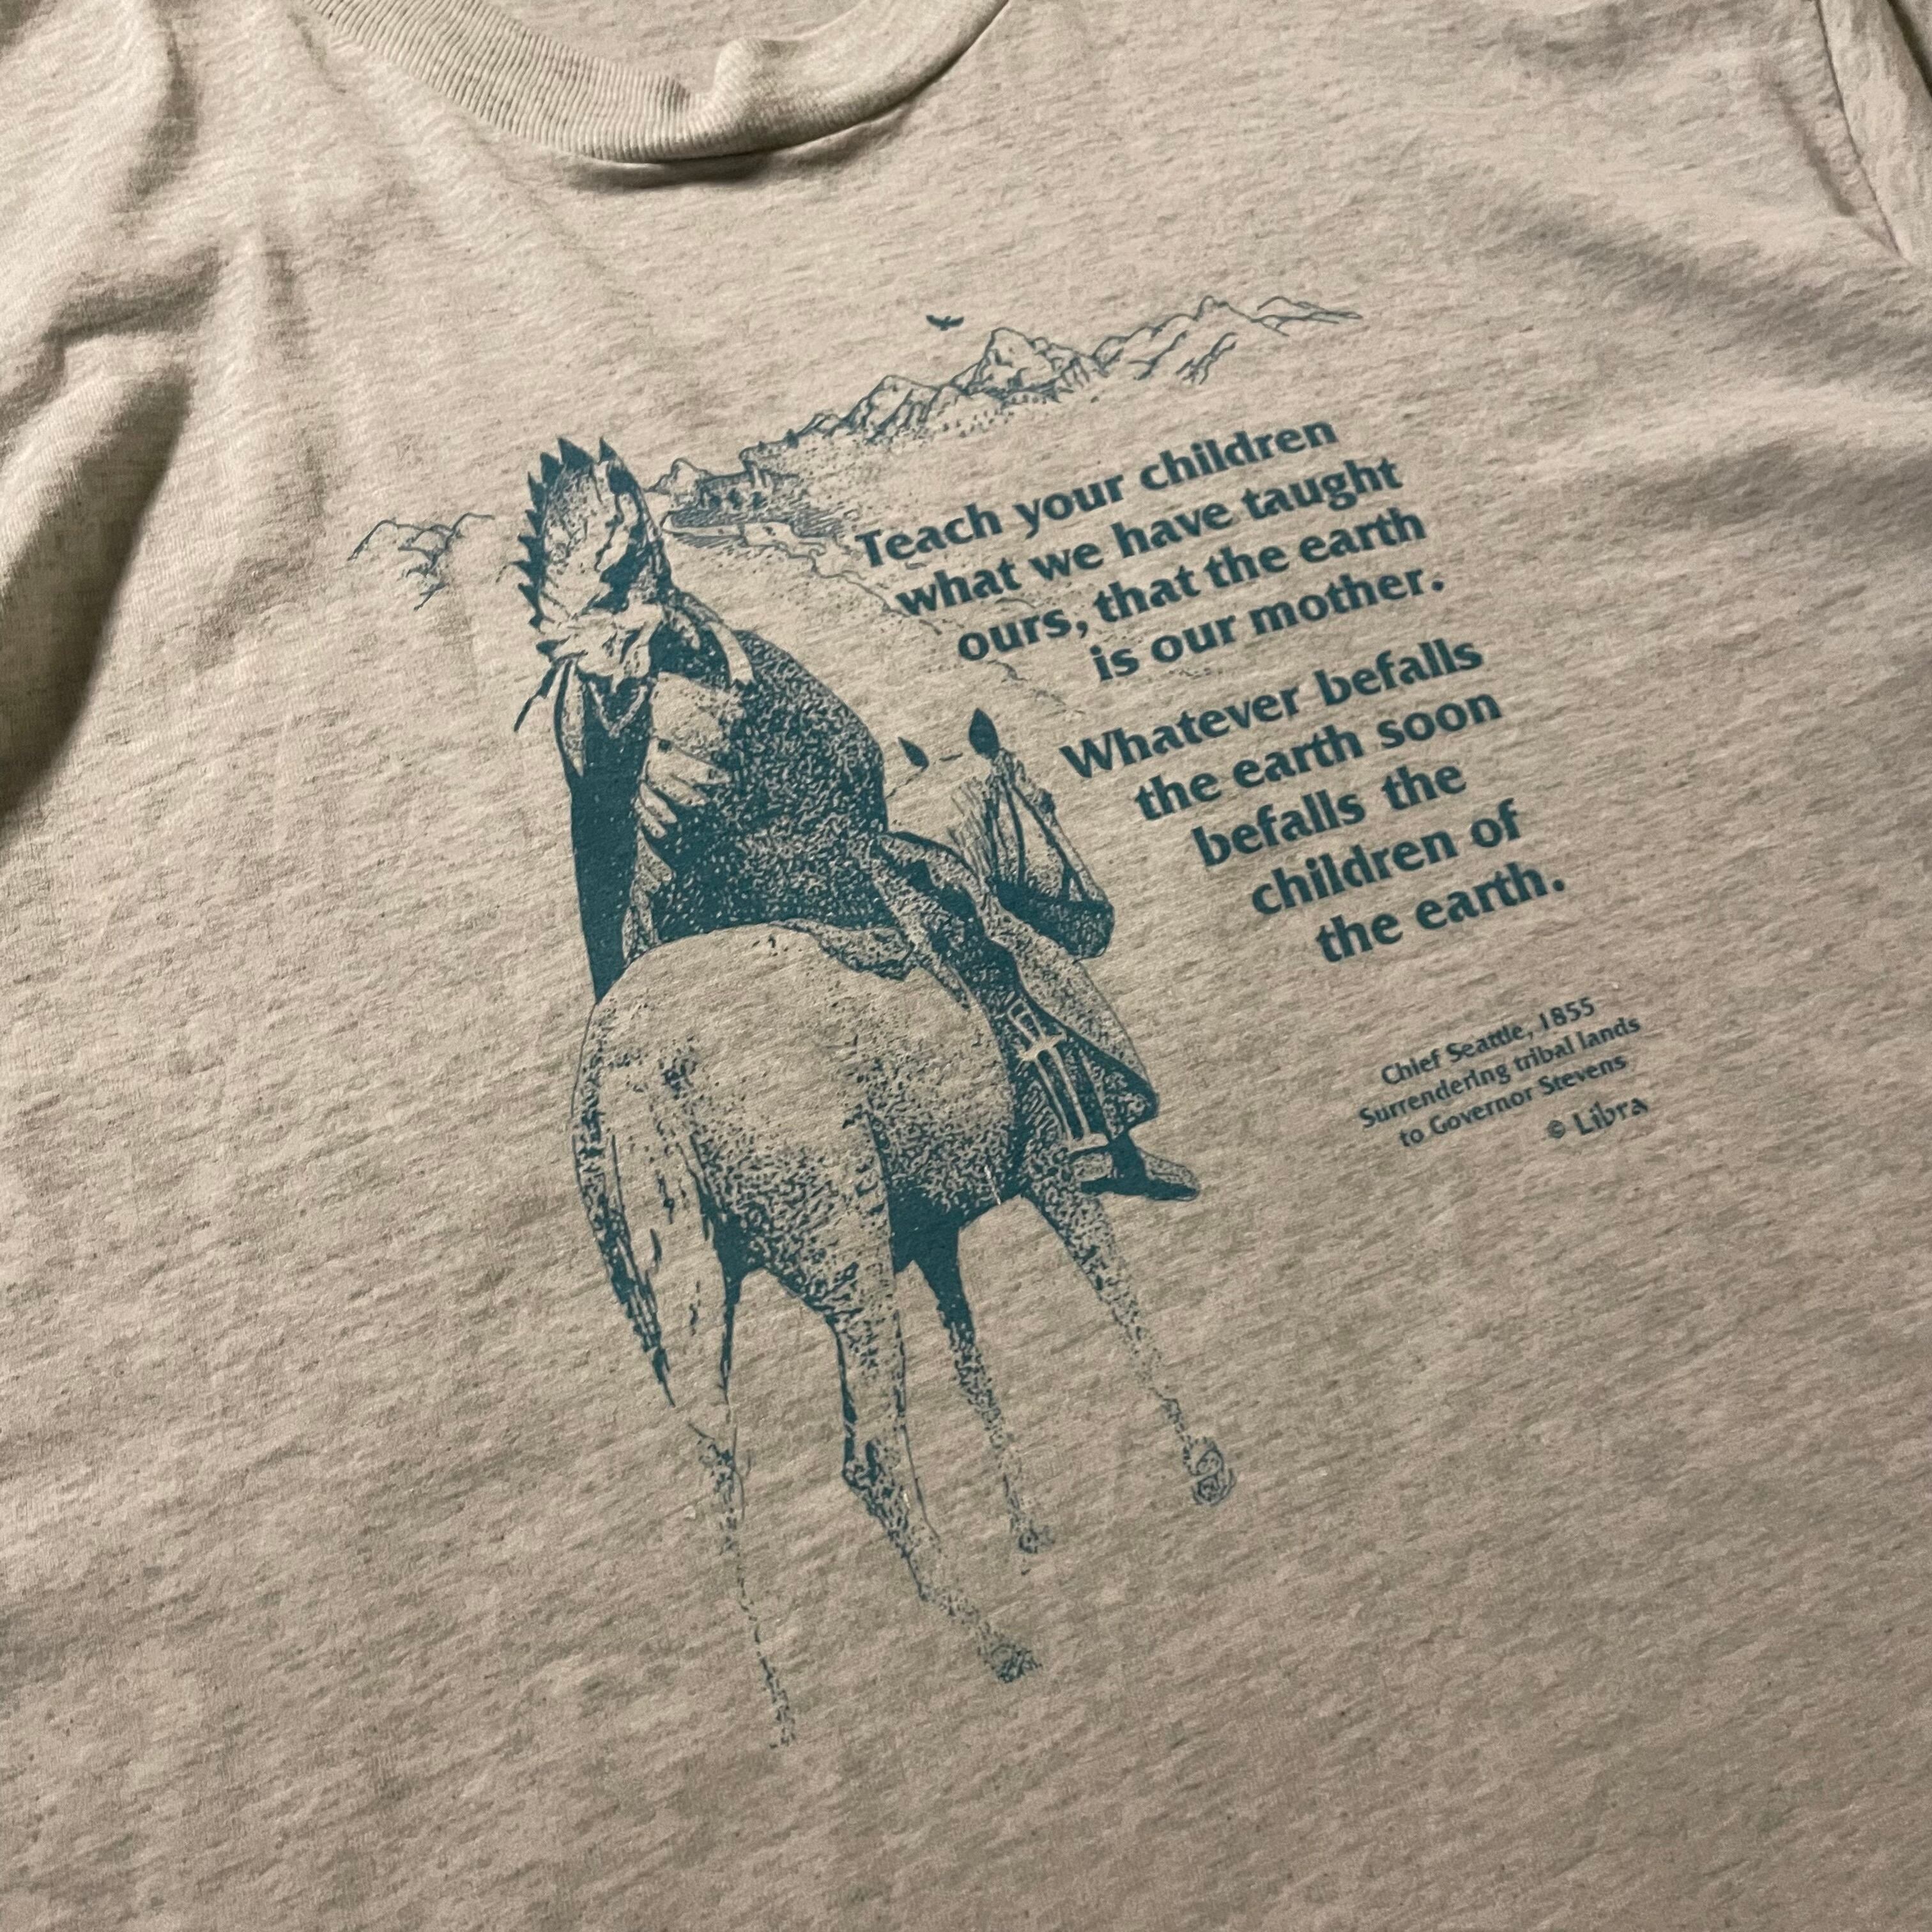 Teach your children
what we have taught
ours, that the earth
is our mother.
Whatever befalls
the earth soon
befalls the
children of
the earth.
Chief Seattle, 1855
Surrendering tribal lands
to Governor Stevens
© Libra